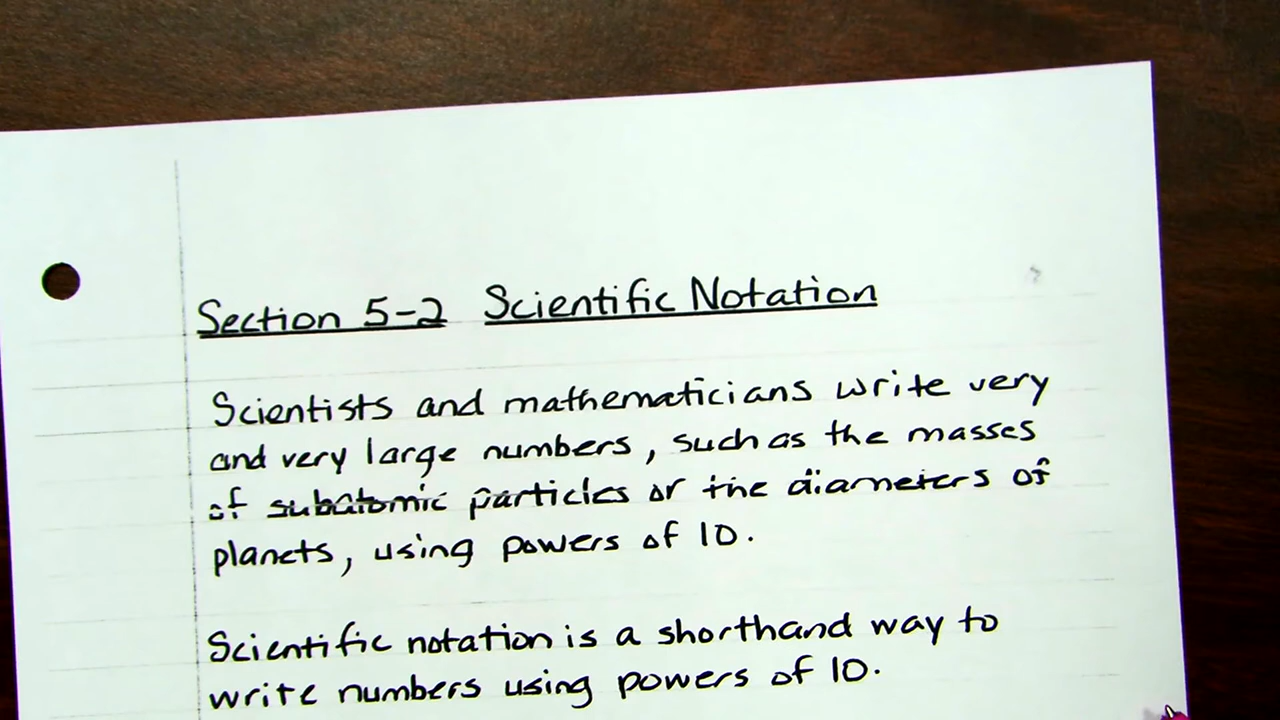 Section 5-2 Scientific Notation
Scientists and mathematicians write very
and very large numbers, such as the masses
of subatomic particles or the diameters of
planets, using powers of 10.
Scientific notation is a shorthand way to
write numbers using powers of 10.